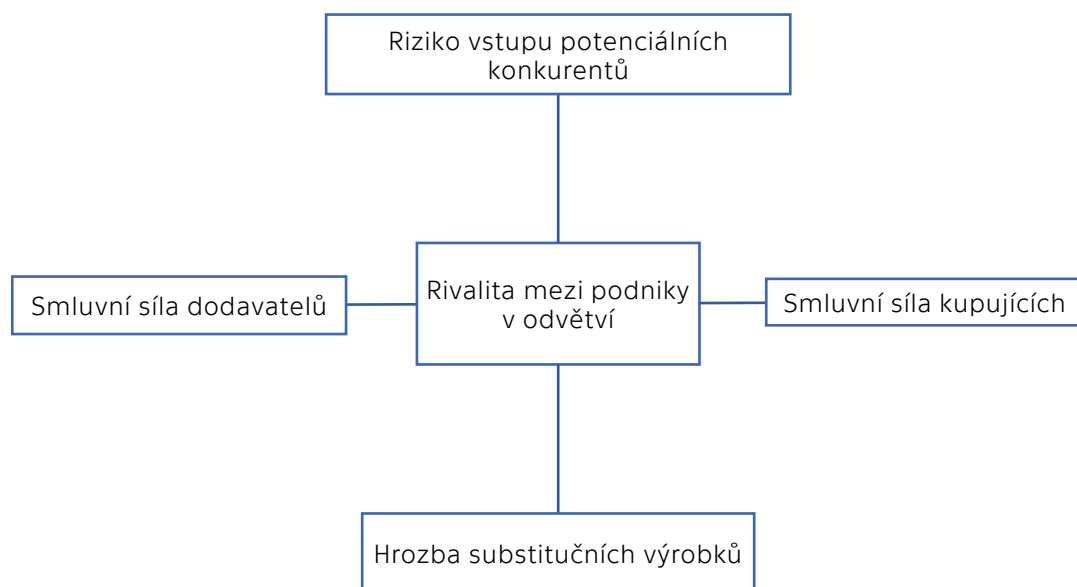 Riziko vstupu potenciálních
konkurentů
Smluvní síla dodavatelů
Rivalita mezi podniky
v odvětví
Smluvní síla kupujících
Hrozba substitučních výrobků